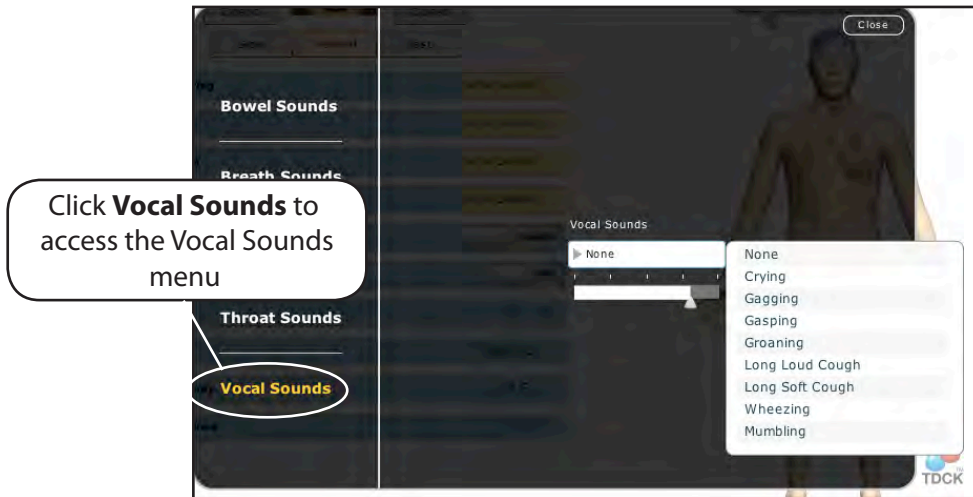 Close
Bowel Sounds
Breath Sounds
Click Vocal Sounds to
access the Vocal Sounds
menu
Throat Sounds
Vocal Sounds
Vocal Sounds
None
None
Crying
Gagging
Gasping
Groaning
Long Loud Cough
Long Soft Cough
Wheezing
Mumbling
TDCK